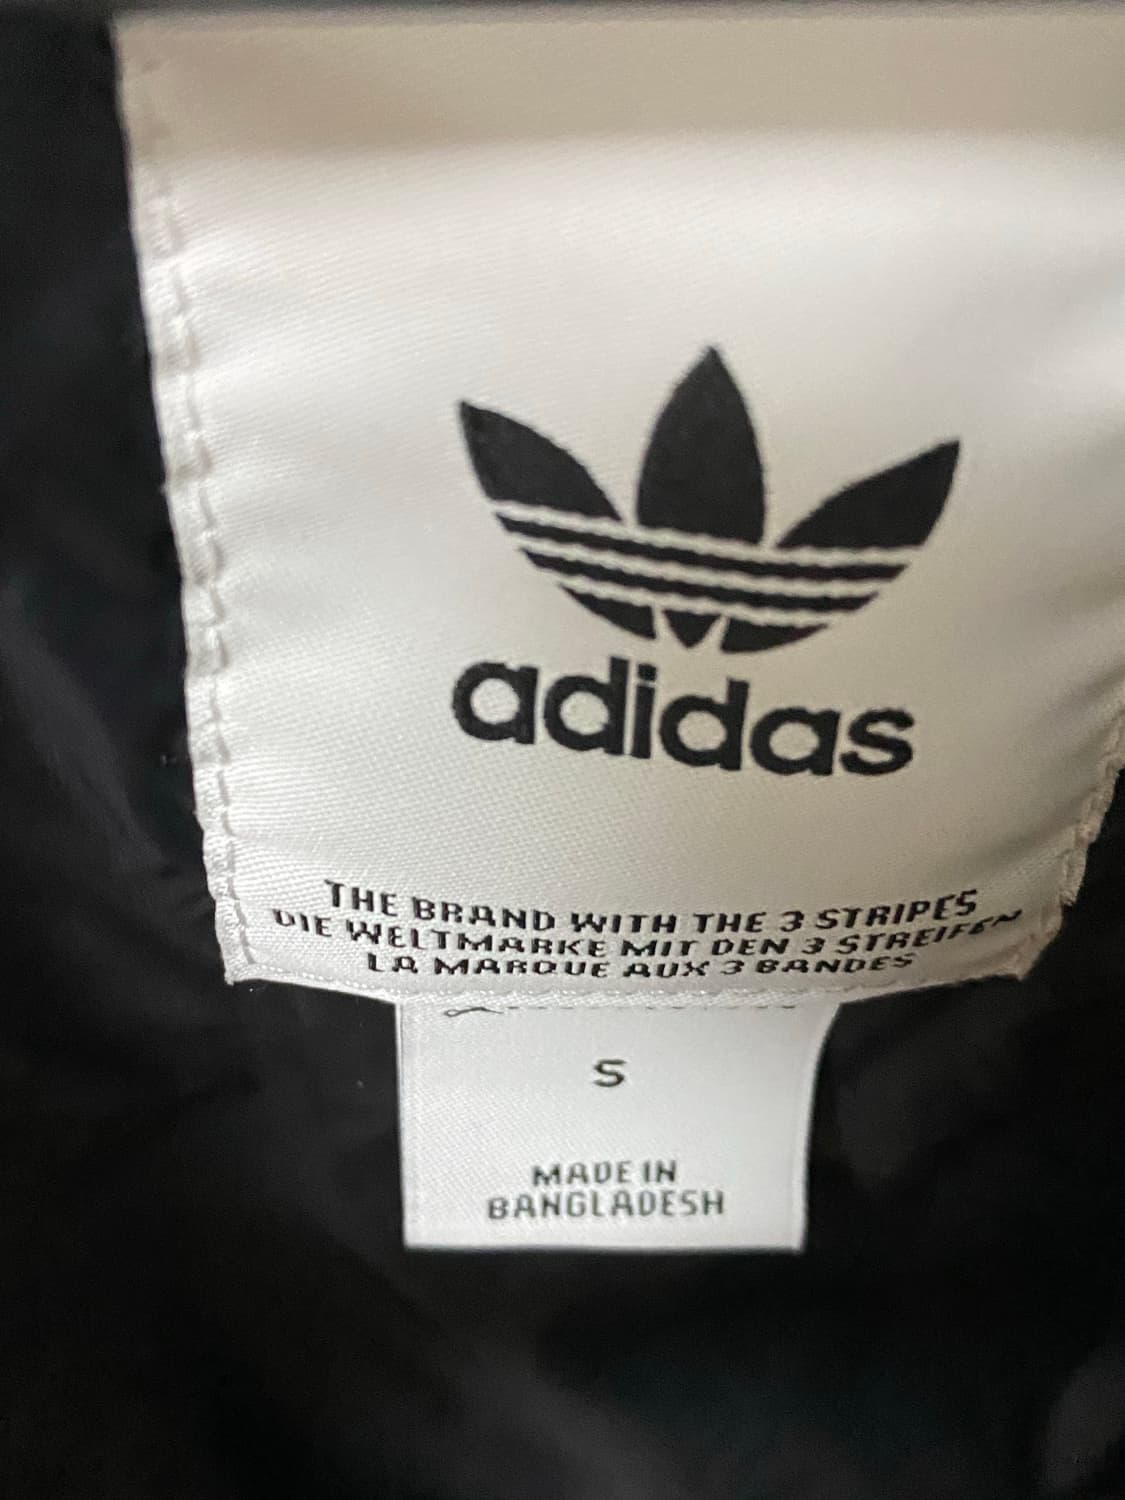 adidas
THE BRAND WITH THE 3 STRIPES
DIE WELTMARKE MIT DEN 3 STREIFEN
LA MARQUE AUX 3 BANDES
S
MADE IN
BANGLADESH